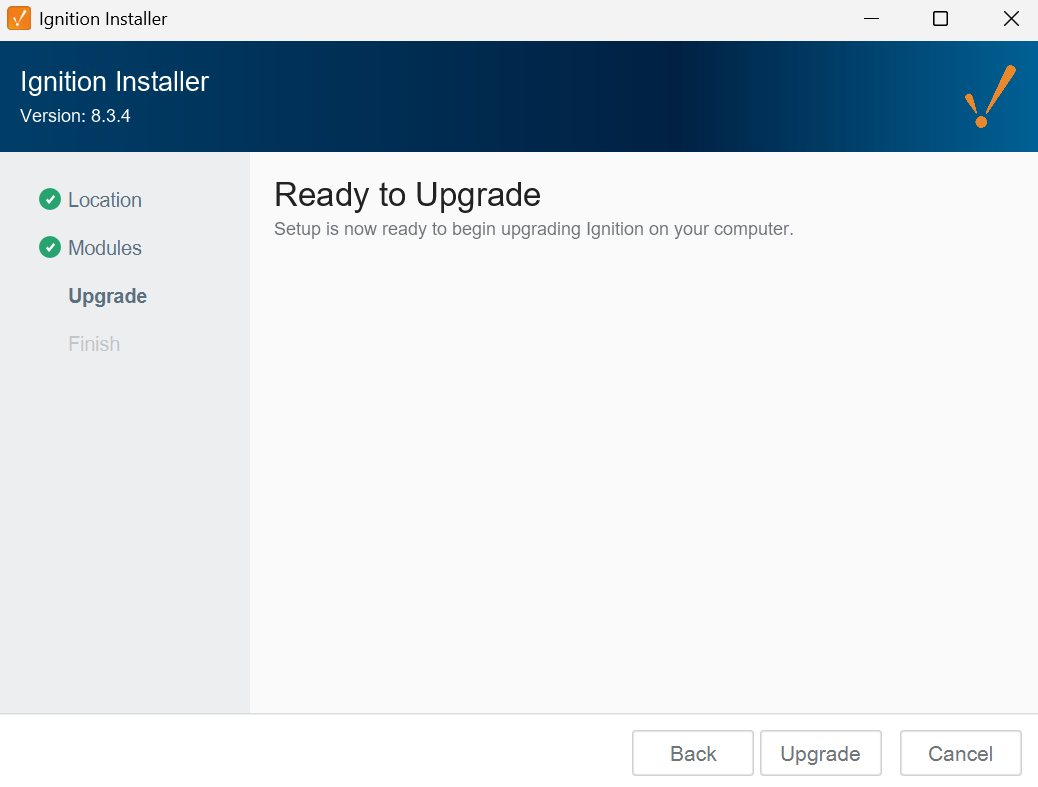 Ignition Installer
Ignition Installer
Version: 8.3.4
Location
Modules
Upgrade
Finish
Ready to Upgrade
Setup is now ready to begin upgrading Ignition on your computer.
Back
Upgrade
Cancel